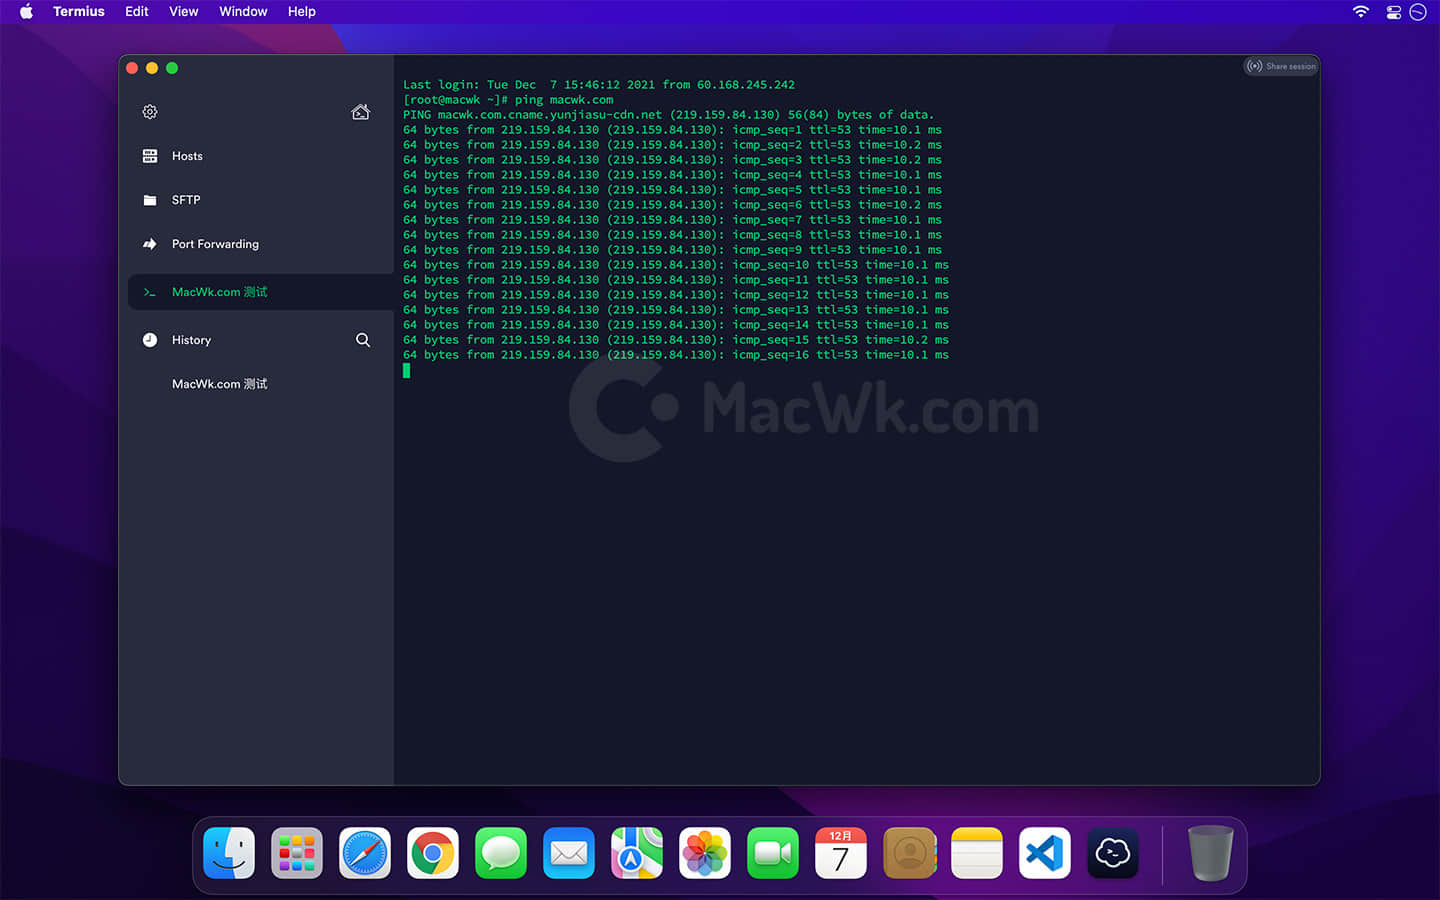 Termius Edit View Window Help
Share session
Hosts
SFTP
Port Forwarding
>_ MacWk.com 测试
History
MacWk.com 测试
Last login: Tue Dec  7 15:46:12 2021 from 60.168.245.242
[root@macwk ~]# ping macwk.com
PING macwk.com.cname.yunjiasu-cdn.net (219.159.84.130) 56(84) bytes of data.
64 bytes from 219.159.84.130 (219.159.84.130): icmp_seq=1 ttl=53 time=10.1 ms
64 bytes from 219.159.84.130 (219.159.84.130): icmp_seq=2 ttl=53 time=10.2 ms
64 bytes from 219.159.84.130 (219.159.84.130): icmp_seq=3 ttl=53 time=10.2 ms
64 bytes from 219.159.84.130 (219.159.84.130): icmp_seq=4 ttl=53 time=10.1 ms
64 bytes from 219.159.84.130 (219.159.84.130): icmp_seq=5 ttl=53 time=10.1 ms
64 bytes from 219.159.84.130 (219.159.84.130): icmp_seq=6 ttl=53 time=10.2 ms
64 bytes from 219.159.84.130 (219.159.84.130): icmp_seq=7 ttl=53 time=10.1 ms
64 bytes from 219.159.84.130 (219.159.84.130): icmp_seq=8 ttl=53 time=10.1 ms
64 bytes from 219.159.84.130 (219.159.84.130): icmp_seq=9 ttl=53 time=10.1 ms
64 bytes from 219.159.84.130 (219.159.84.130): icmp_seq=10 ttl=53 time=10.1 ms
64 bytes from 219.159.84.130 (219.159.84.130): icmp_seq=11 ttl=53 time=10.1 ms
64 bytes from 219.159.84.130 (219.159.84.130): icmp_seq=12 ttl=53 time=10.1 ms
64 bytes from 219.159.84.130 (219.159.84.130): icmp_seq=13 ttl=53 time=10.1 ms
64 bytes from 219.159.84.130 (219.159.84.130): icmp_seq=14 ttl=53 time=10.1 ms
64 bytes from 219.159.84.130 (219.159.84.130): icmp_seq=15 ttl=53 time=10.2 ms
64 bytes from 219.159.84.130 (219.159.84.130): icmp_seq=16 ttl=53 time=10.1 ms
MacWk.com
12月
7